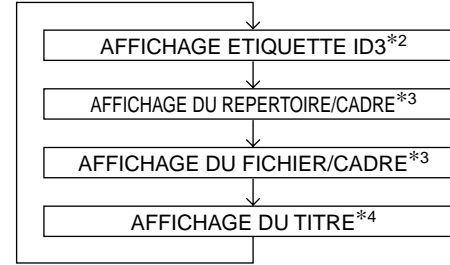 AFFICHAGE ETIQUETTE ID3*2
AFFICHAGE DU REPERTOIRE/CADRE*3
AFFICHAGE DU FICHIER/CADRE*3
AFFICHAGE DU TITRE*4